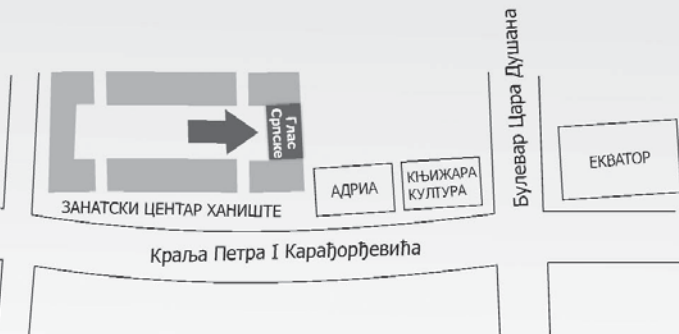 Булевар Цара Душана
Глас
Српске
ЕКВАТОР
АДРИА
КЊИЖАРА
КУЛТУРА
ЗАНАТСКИ ЦЕНТАР ХАНИШТЕ
Краља Петра I Карађорђевића